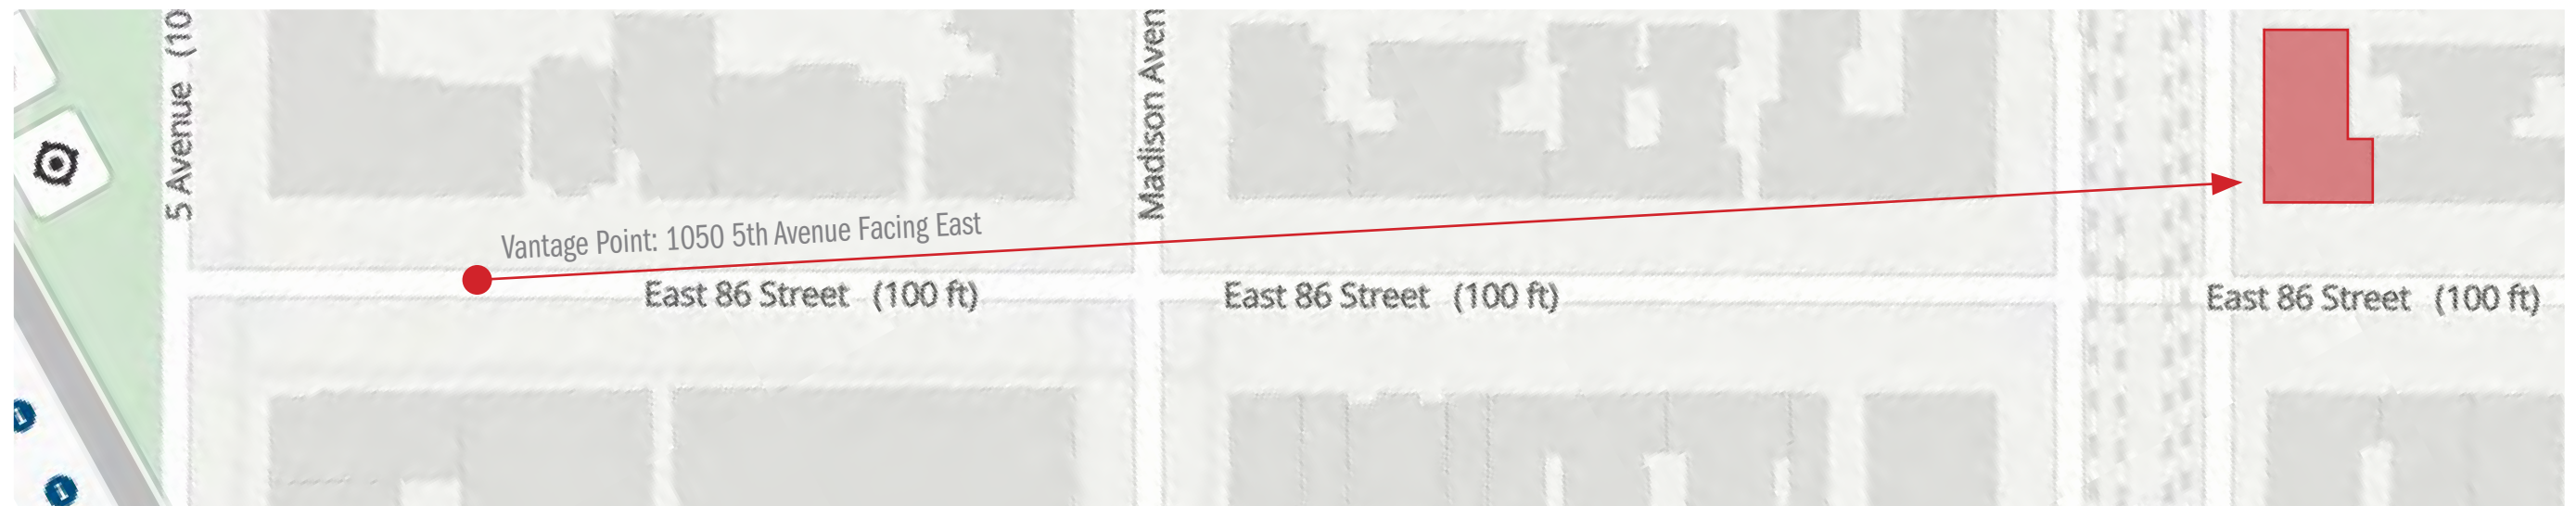 5 Avenue (10
Madison Aven
Vantage Point: 1050 5th Avenue Facing East
East 86 Street (100 ft)
East 86 Street (100 ft)
East 86 Street (100 ft)